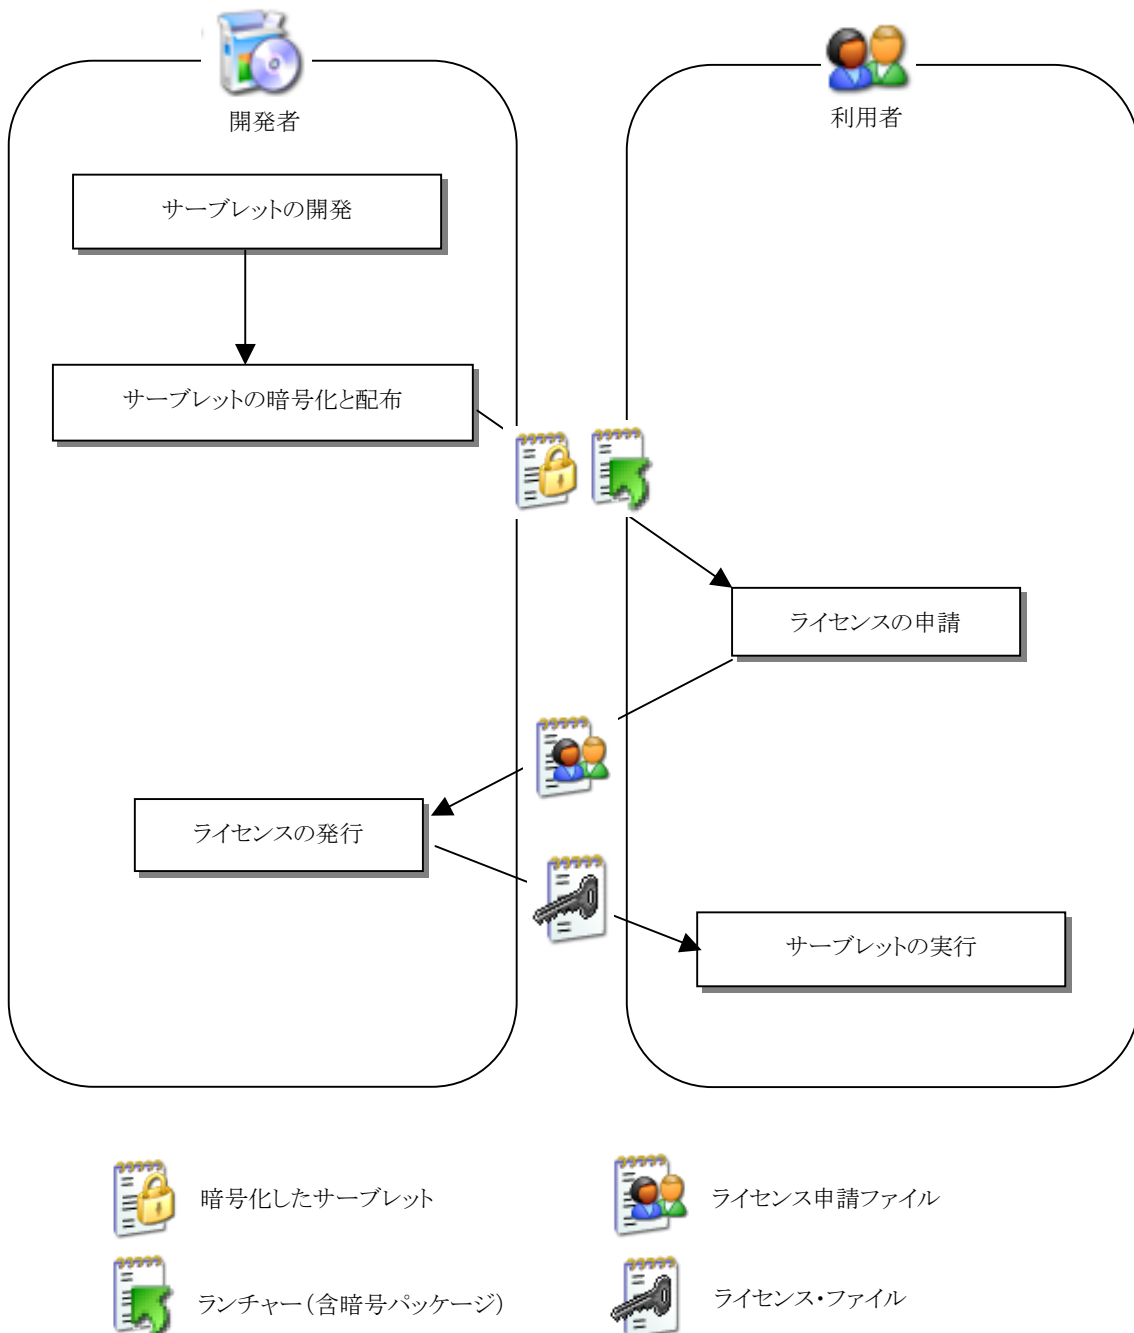 開発者
利用者
サーブレットの開発
サーブレットの暗号化と配布
ライセンスの申請
ライセンスの発行
サーブレットの実行
暗号化したサーブレット
ライセンス申請ファイル
ランチャー（含暗号パッケージ）
ライセンス・ファイル